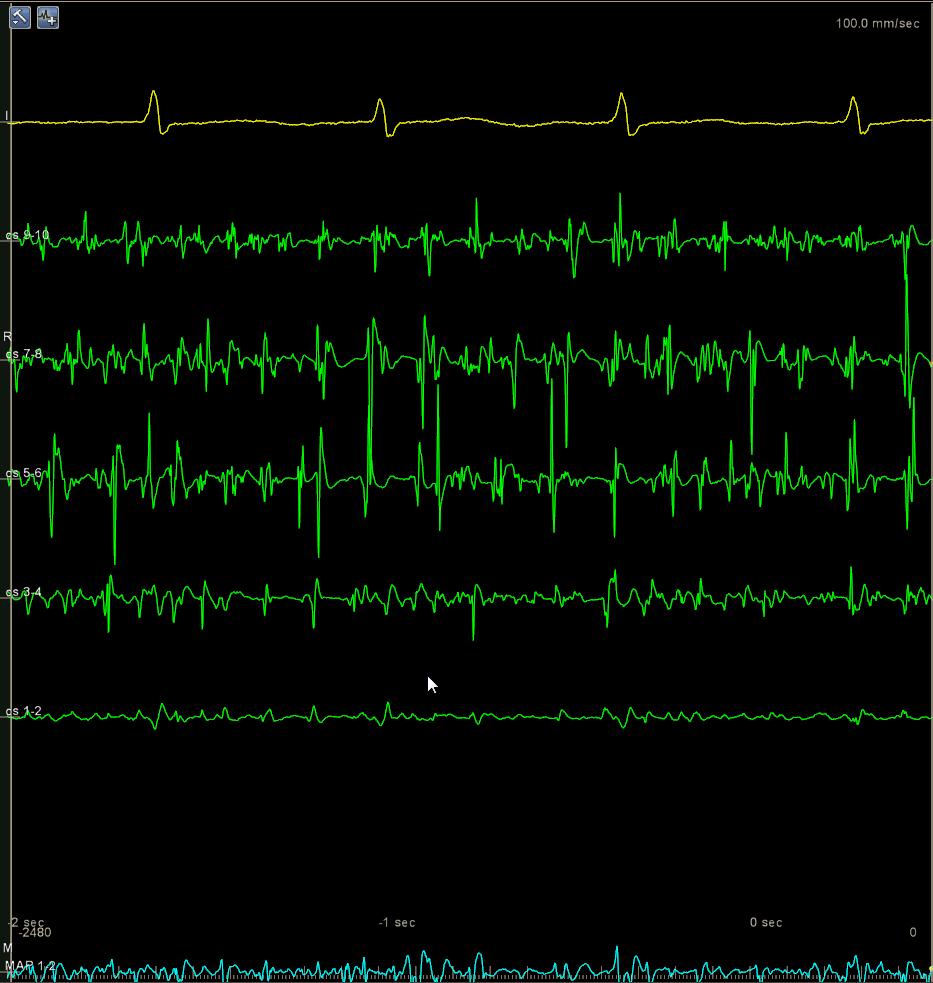 100.0 mm/sec
I
cs 9-10
R
cs 7-8
cs 5-6
cs 3-4
cs 1-2
-2 sec
-1 sec
0 sec
-2480
0
M
MAP 1-2